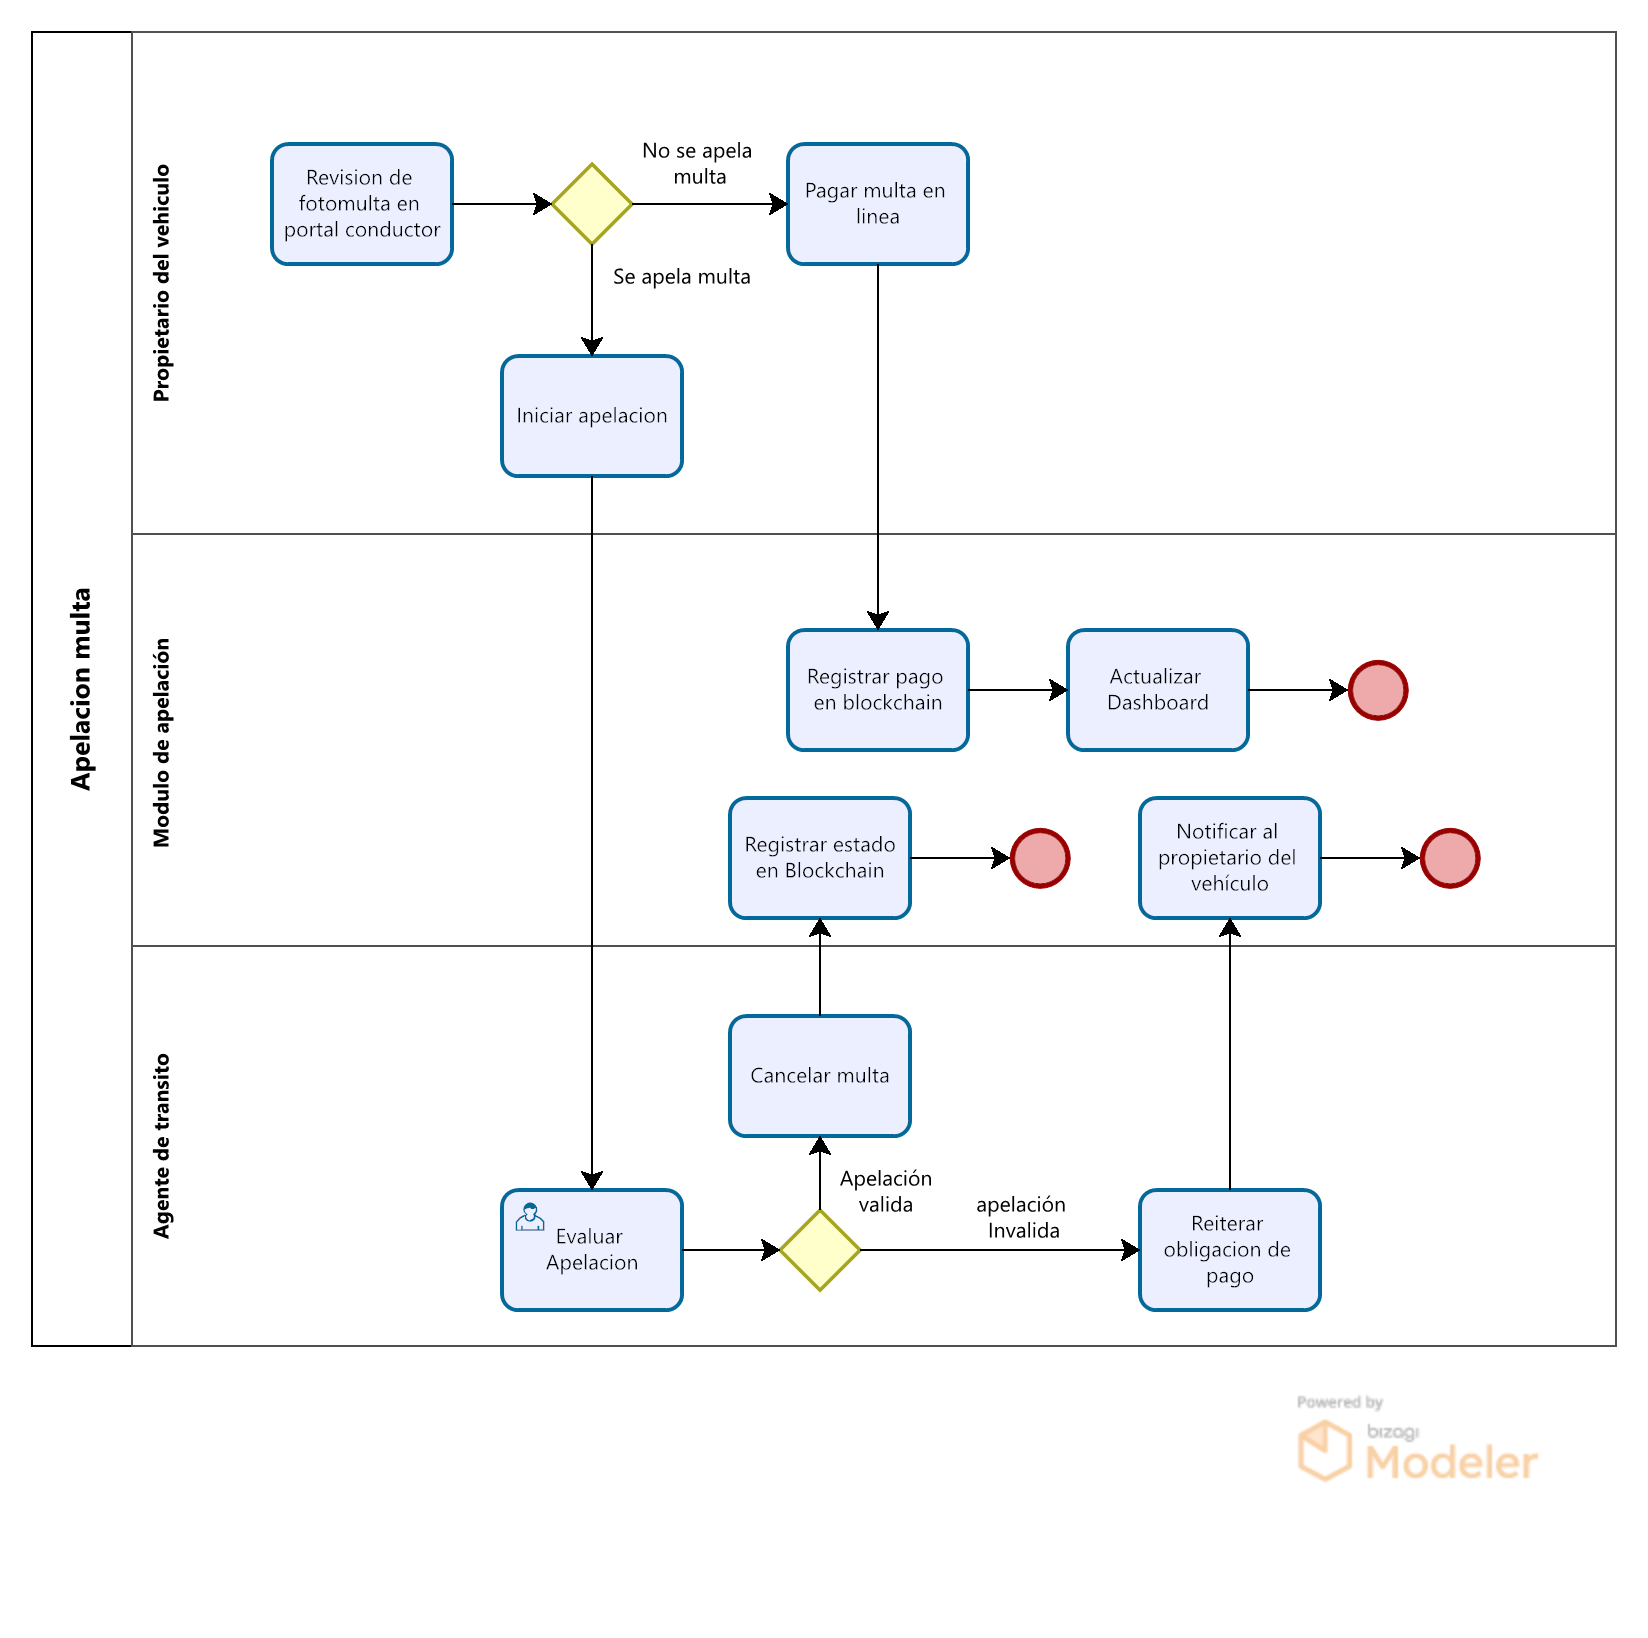 Apelacion multa
Propietario del vehiculo
Revision de
fotomulta en
portal conductor
No se apela
multa
Pagar multa en
linea
Se apela multa
Iniciar apelacion
Modulo de apelación
Registrar pago
en blockchain
Actualizar
Dashboard
Registrar estado
en Blockchain
Notificar al
propietario del
vehículo
Agente de transito
Cancelar multa
Apelación
valida
apelación
Invalida
Evaluar
Apelacion
Reiterar
obligacion de
pago
Powered by
bizagi
Modeler